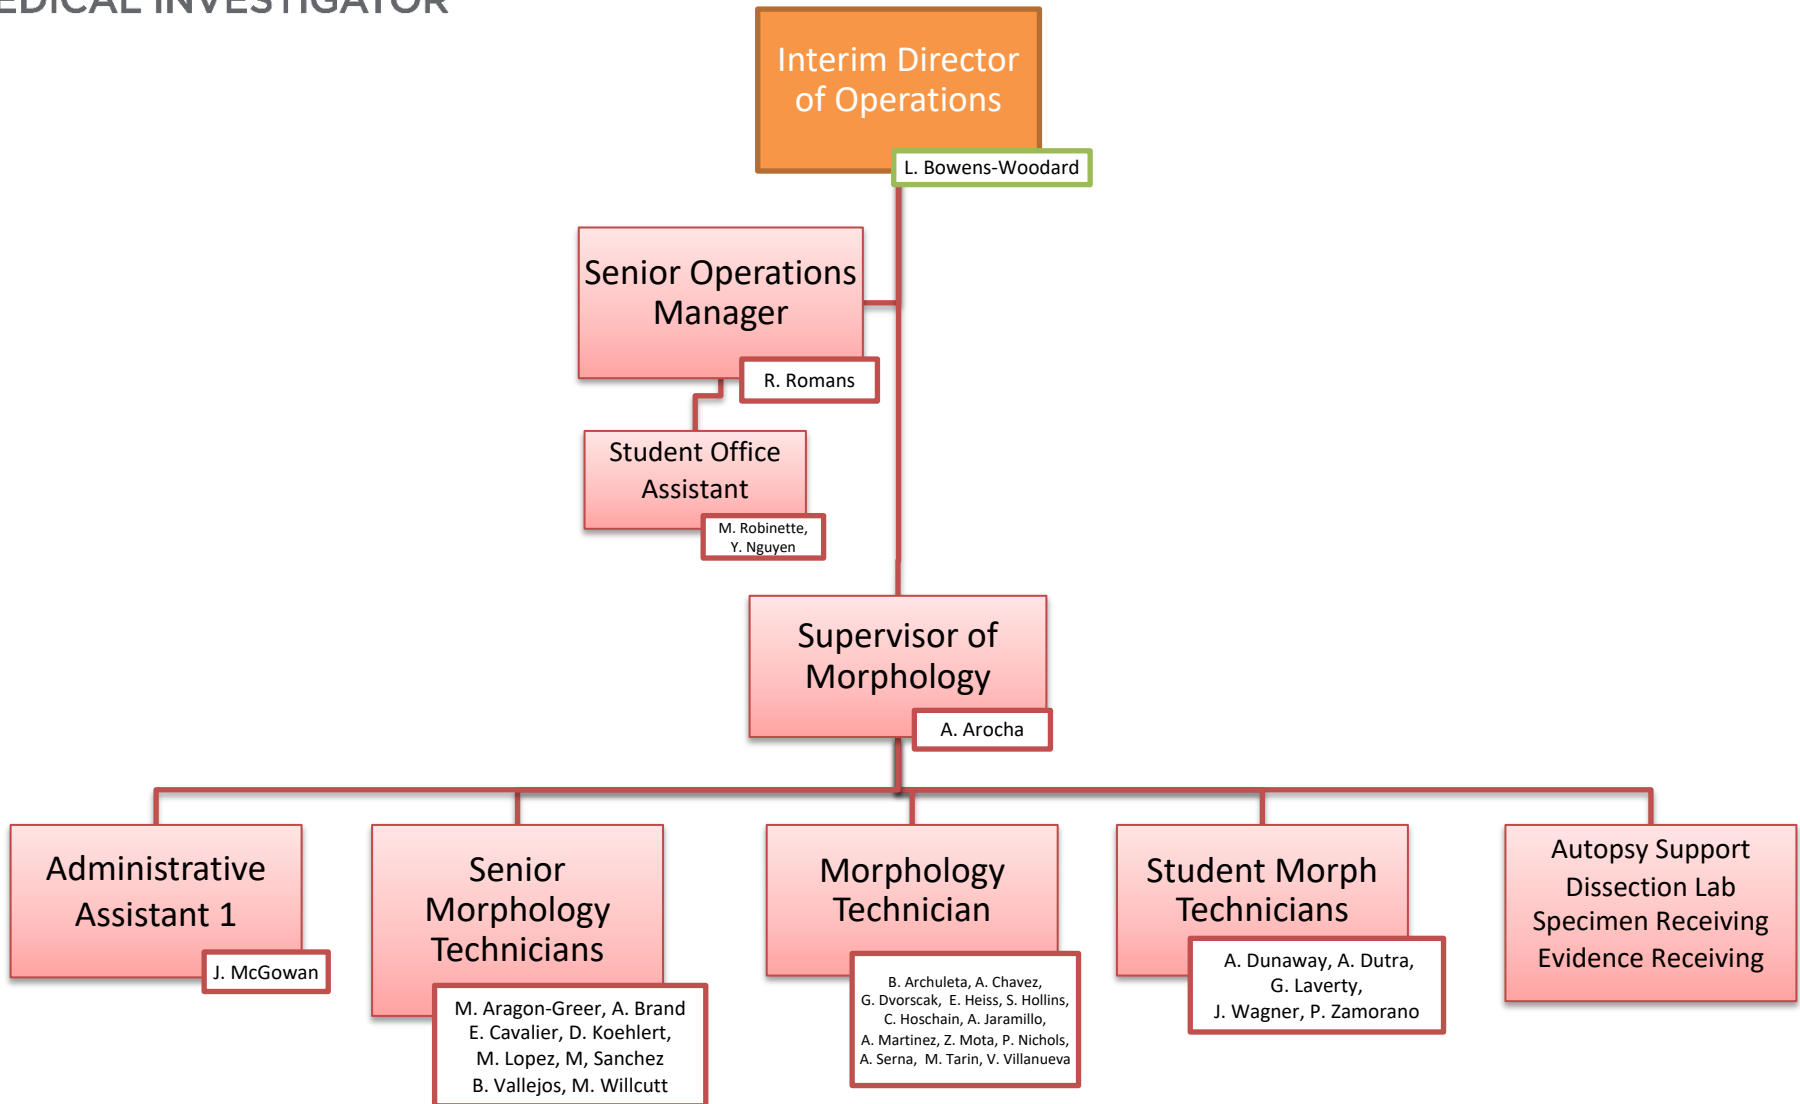 EDICAL INVESTIGATOR
Interim Director
of Operations
L. Bowens-Woodard
Senior Operations
Manager
R. Romans
Student Office
Assistant
M. Robinette,
Y. Nguyen
Supervisor of
Morphology
A. Arocha
Administrative
Assistant 1
J. McGowan
Senior
Morphology
Technicians
M. Aragon-Greer, A. Brand
E. Cavalier, D. Koehlert,
M. Lopez, M, Sanchez
B. Vallejos, M. Willcutt
Morphology
Technician
B. Archuleta, A. Chavez,
G. Dvorscak, E. Heiss, S. Hollins,
C. Hoschain, A. Jaramillo,
A. Martinez, Z. Mota, P. Nichols,
A. Serna, M. Tarin, V. Villanueva
Student Morph
Technicians
A. Dunaway, A. Dutra,
G. Laverty,
J. Wagner, P. Zamorano
Autopsy Support
Dissection Lab
Specimen Receiving
Evidence Receiving